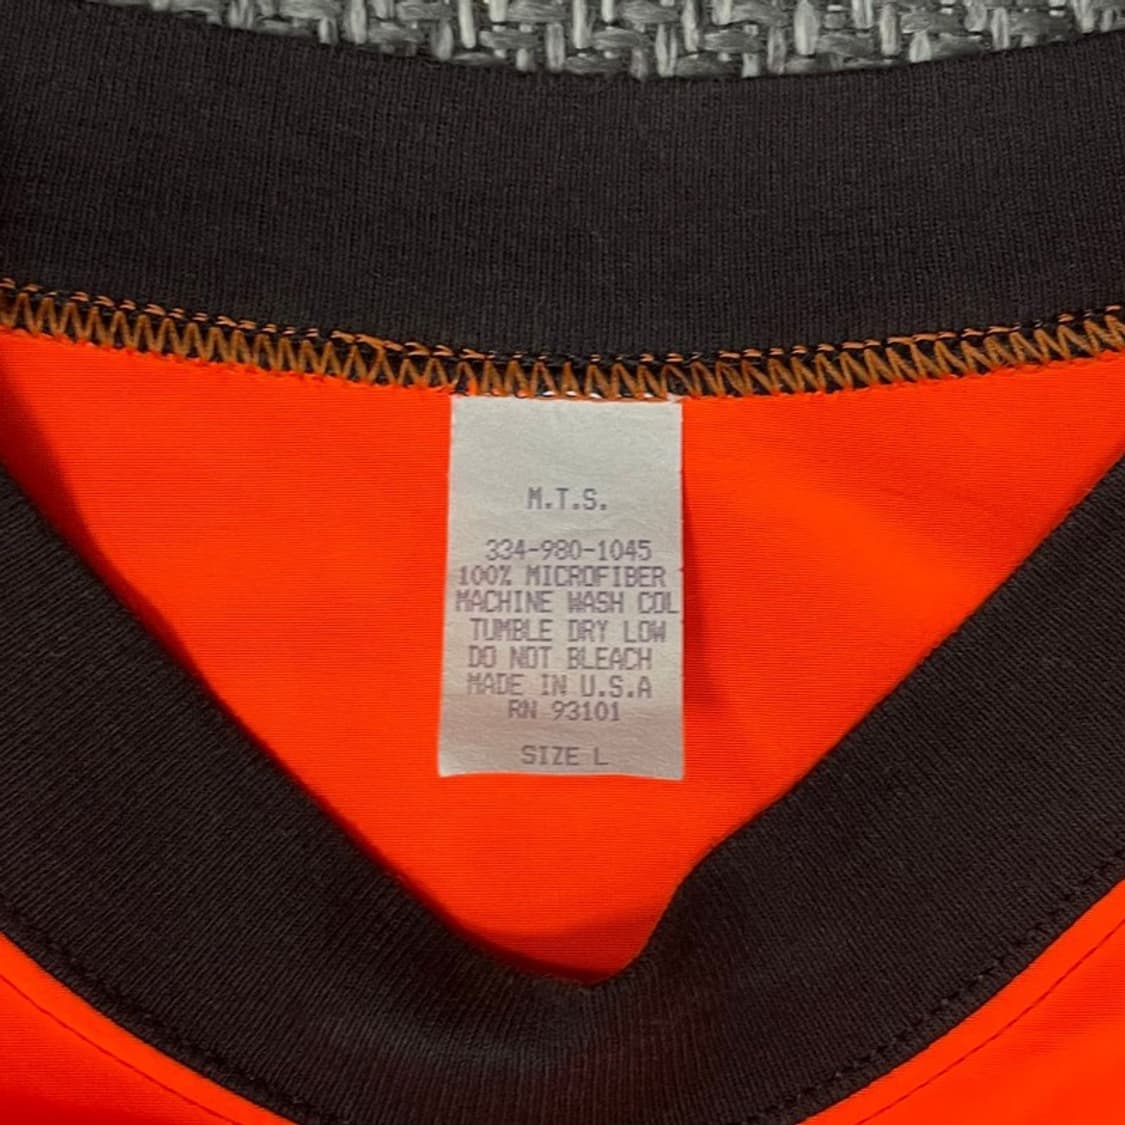 M.T.S.
334-980-1045
100% MICROFIBER
MACHINE WASH COL
TUMBLE DRY LOW
DO NOT BLEACH
MADE IN U.S.A
RN 93101
SIZE L